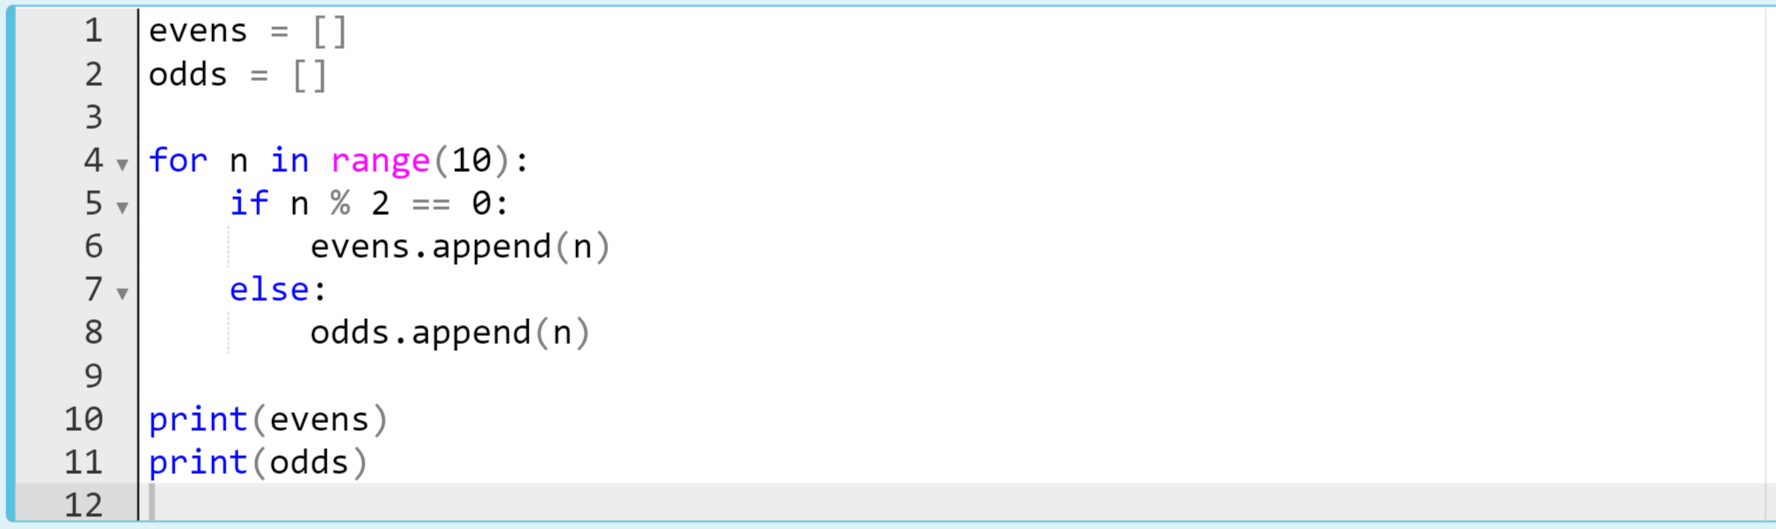 1 evens = []
2 odds = []
3
4 for n in range(10):
5     if n % 2 == 0:
6         evens.append(n)
7     else:
8         odds.append(n)
9
10 print(evens)
11 print(odds)
12